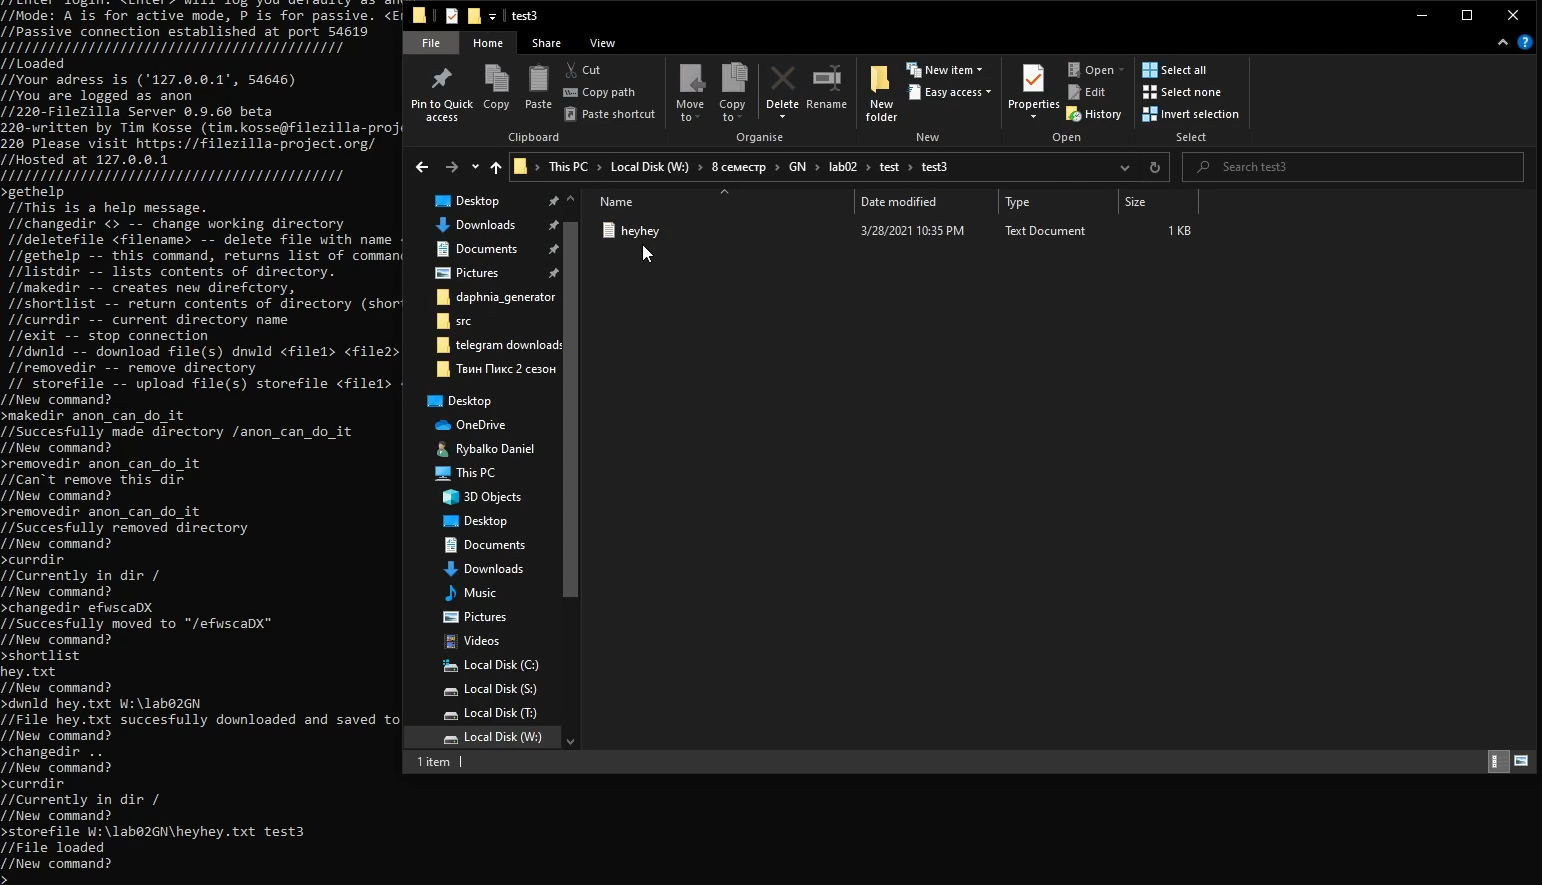 //Enter login. <Enter> will log you defaultly as an
//Mode: A is for active mode, P is for passive. <E
//Passive connection established at port 54619
///////////////////////////////////////////
//Loaded
//Your adress is ('127.0.0.1', 54646)
//You are logged as anon
//220-FileZilla Server 0.9.60 beta
220-written by Tim Kosse (tim.kosse@filezilla-proj
220 Please visit https://filezilla-project.org/
//Hosted at 127.0.0.1
///////////////////////////////////////////
>gethelp
//This is a help message.
//changedir <> -- change working directory
//deletefile <filename> -- delete file with name <
//gethelp -- this command, returns list of comman
//listdir -- lists contents of directory.
//makedir -- creates new direfctory,
//shortlist -- return contents of directory (shor
//currdir -- current directory name
//exit -- stop connection
//dwnld -- download file(s) dnwld <file1> <file2>
//removedir -- remove directory
// storefile -- upload file(s) storefile <file1> <
//New command?
>makedir anon_can_do_it
//Succesfully made directory /anon_can_do_it
//New command?
>removedir anon_can_do_it
//Can`t remove this dir
//New command?
>removedir anon_can_do_it
//Succesfully removed directory
//New command?
>currdir
//Currently in dir /
//New command?
>changedir efwscaDX
//Succesfully moved to "/efwscaDX"
//New command?
>shortlist
hey.txt
//New command?
>dwnld hey.txt W:\lab02GN
//File hey.txt succesfully downloaded and saved to
//New command?
>changedir ..
//New command?
>currdir
//Currently in dir /
//New command?
>storefile W:\lab02GN\heyhey.txt test3
//File loaded
//New command?
>
test3
File Home Share View
Pin to Quick access
Copy
Paste
Cut
Copy path
Paste shortcut
Clipboard
Move to
Copy to
Delete
Rename
Organise
New folder
New item
Easy access
New
Properties
Open
Edit
History
Open
Select all
Select none
Invert selection
Select
This PC › Local Disk (W:) › 8 семестр › GN › lab02 › test › test3
Search test3
Desktop
Downloads
Documents
Pictures
daphnia_generator
src
telegram downloads
Твин Пикс 2 сезон
Desktop
OneDrive
Rybalko Daniel
This PC
3D Objects
Desktop
Documents
Downloads
Music
Pictures
Videos
Local Disk (C:)
Local Disk (S:)
Local Disk (T:)
Local Disk (W:)
Name Date modified Type Size
heyhey 3/28/2021 10:35 PM Text Document 1 KB
1 item